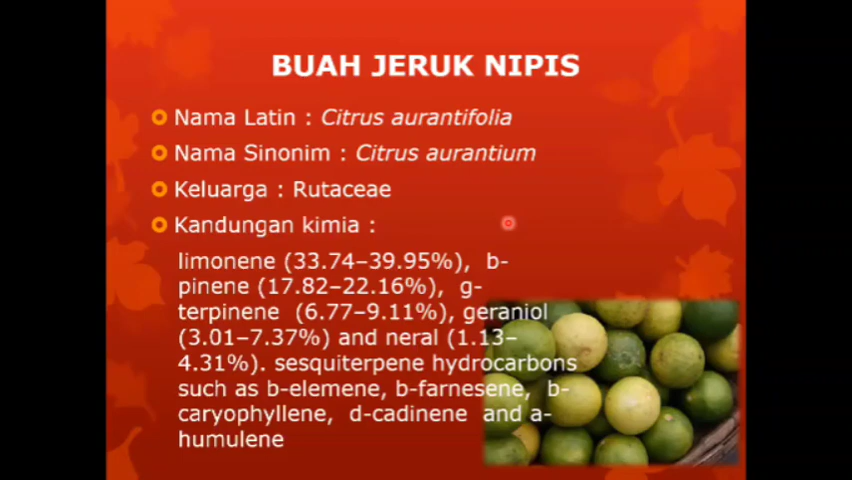 BUAH JERUK NIPIS
Nama Latin : Citrus aurantifolia
Nama Sinonim : Citrus aurantium
Keluarga : Rutaceae
Kandungan kimia :
limonene (33.74–39.95%), b-
pinene (17.82–22.16%), g-
terpinene (6.77–9.11%), geraniol
(3.01–7.37%) and neral (1.13–
4.31%). sesquiterpene hydrocarbons
such as b-elemene, b-farnesene, b-
caryophyllene, d-cadinene and a-
humulene